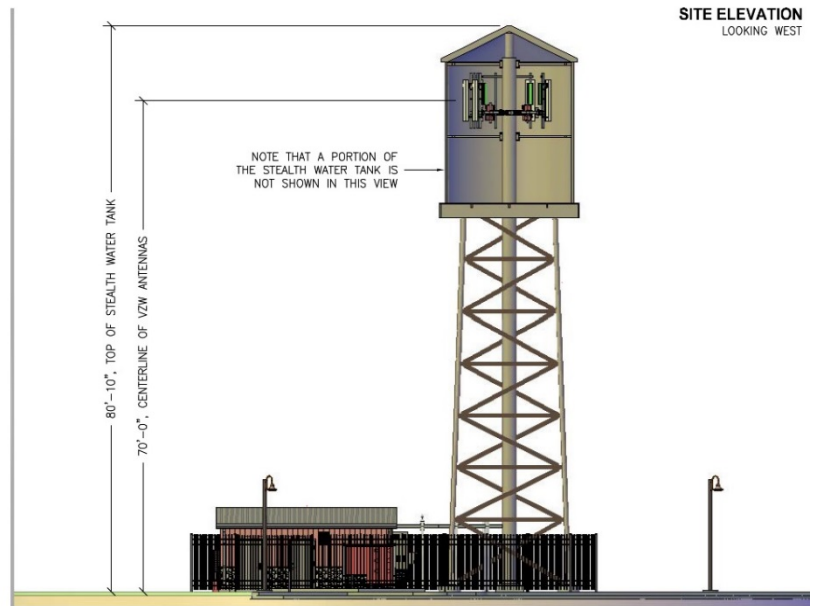 SITE ELEVATION
LOOKING WEST
NOTE THAT A PORTION OF
THE STEALTH WATER TANK IS
NOT SHOWN IN THIS VIEW
80'-10", TOP OF STEALTH WATER TANK
70'-0", CENTERLINE OF VZW ANTENNAS